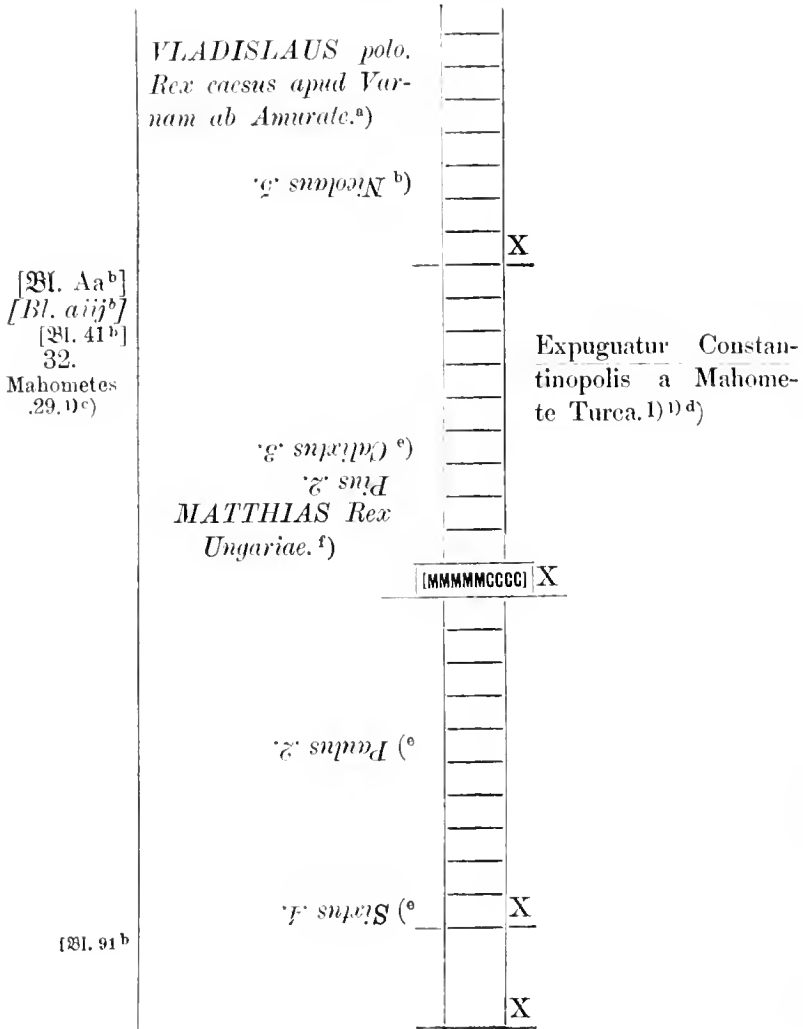 VLADISLAUS polo.
Rex caesus apud Var-
nam ab Amurate.ᵃ)
Nicolaus .5. ᵇ)
X
[Bl. Aaᵇ]
[Bl. aiijᵇ]
[Bl. 41ᵇ]
32.
Mahometes
.29.¹⁾ᶜ)
Expugnatur Constan-
tinopolis a Mahome-
te Turca. 1)¹⁾ᵈ)
Calixtus .3. ᵉ)
Pius .2.
MATTHIAS Rex
Ungariae.ᶠ)
[MMMMMCCCC] X
Paulus .2. ᵉ)
Sixtus .4. ᵉ)
X
[Bl. 91ᵇ
X